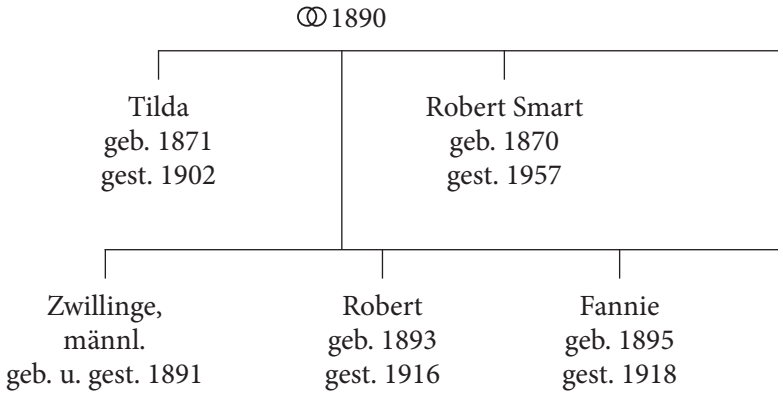 ⚭ 1890
Tilda
geb. 1871
gest. 1902
Robert Smart
geb. 1870
gest. 1957
Zwillinge,
männl.
geb. u. gest. 1891
Robert
geb. 1893
gest. 1916
Fannie
geb. 1895
gest. 1918